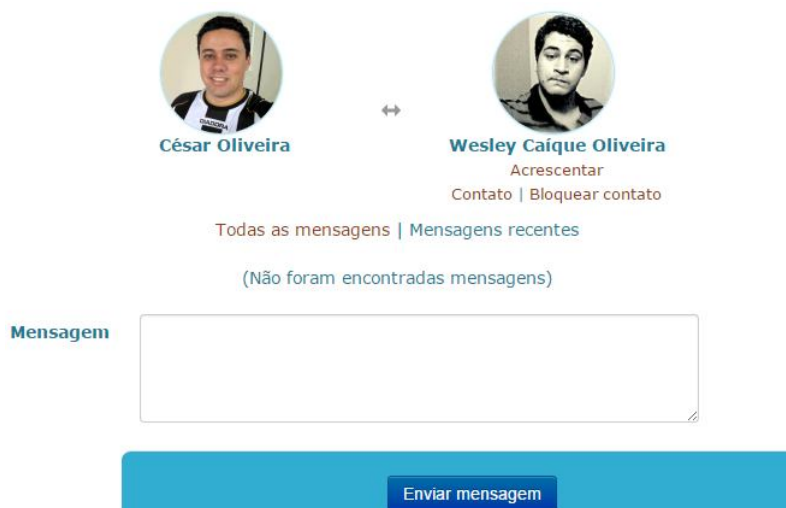 DIADORA
César Oliveira
Wesley Caíque Oliveira
Acrescentar
Contato | Bloquear contato
Todas as mensagens | Mensagens recentes
(Não foram encontradas mensagens)
Mensagem
Enviar mensagem